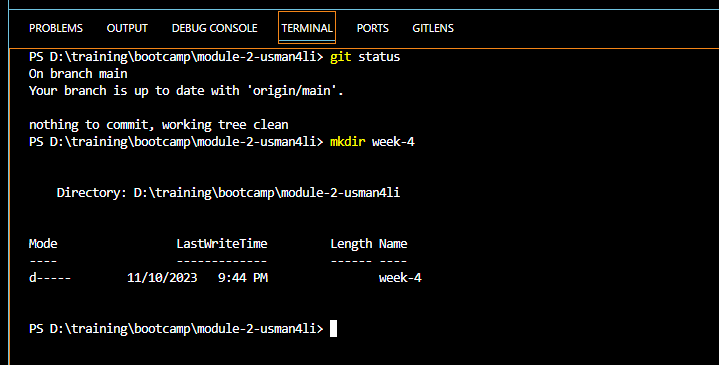 PROBLEMS OUTPUT DEBUG CONSOLE TERMINAL PORTS GITLENS
PS D:\training\bootcamp\module-2-usman4li> git status
On branch main
Your branch is up to date with 'origin/main'.
nothing to commit, working tree clean
PS D:\training\bootcamp\module-2-usman4li> mkdir week-4
Directory: D:\training\bootcamp\module-2-usman4li
Mode LastWriteTime Length Name
---- ------------- ------ ----
d----- 11/10/2023 9:44 PM week-4
PS D:\training\bootcamp\module-2-usman4li>